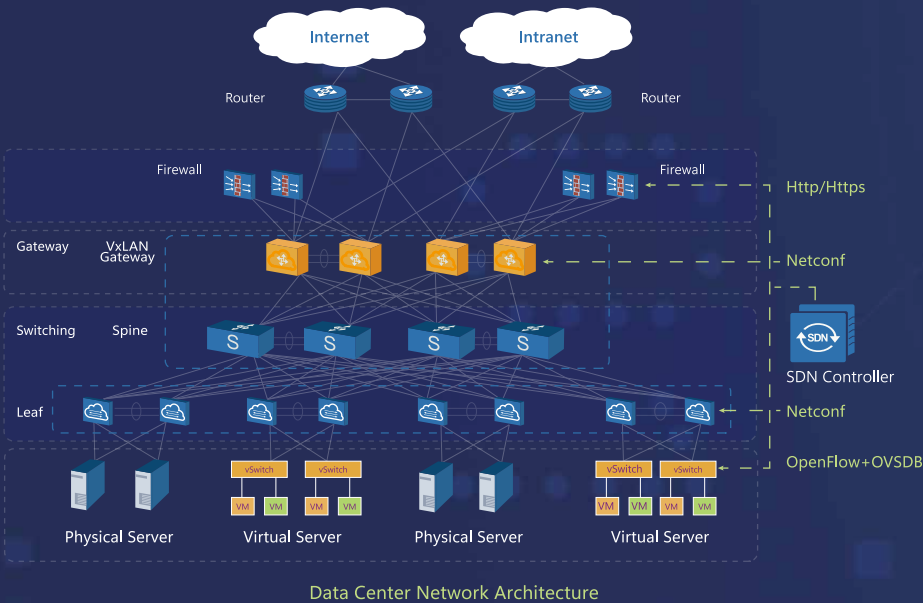 Internet
Intranet
Router
Router
Firewall
Firewall
Http/Https
Gateway
VxLAN
Gateway
Netconf
Switching
Spine
S
S
S
S
SDN
SDN Controller
Leaf
Netconf
vSwitch
vSwitch
vSwitch
vSwitch
OpenFlow+OVSDB
VM
VM
VM
VM
VM
VM
VM
VM
Physical Server
Virtual Server
Physical Server
Virtual Server
Data Center Network Architecture